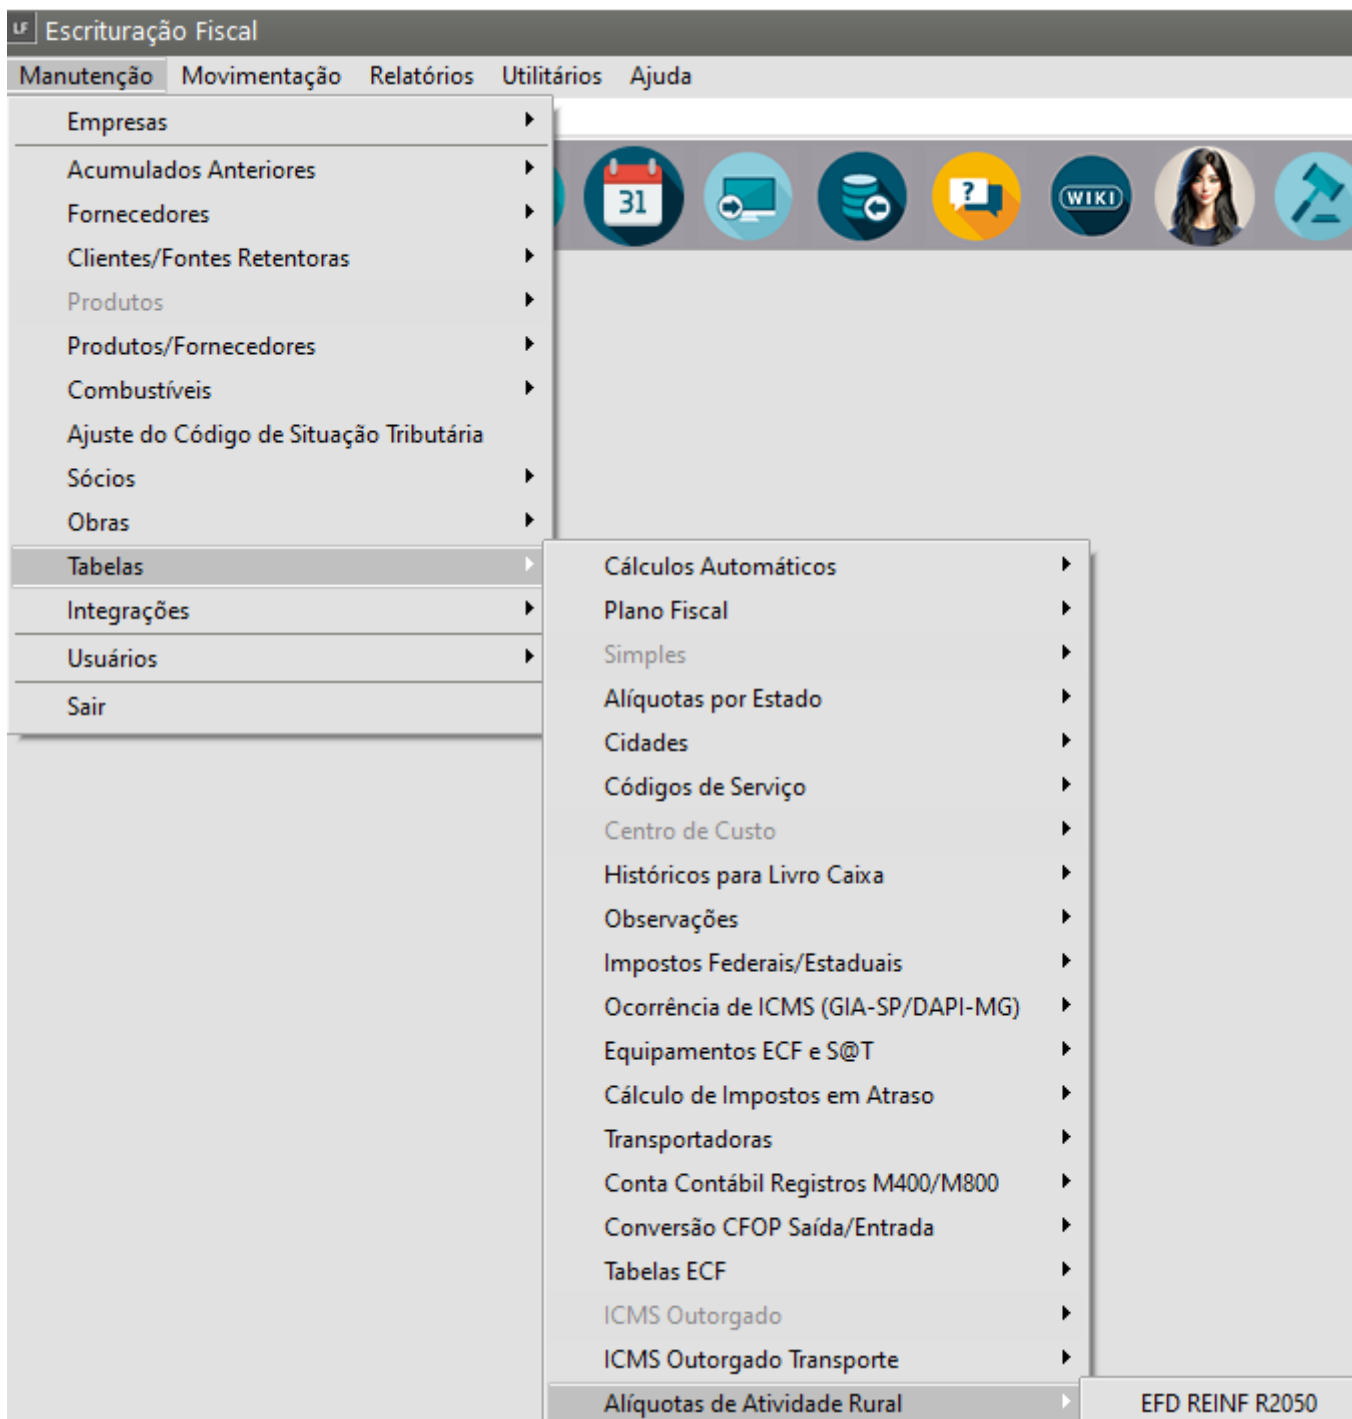 LF Escrituração Fiscal
Manutenção Movimentação Relatórios Utilitários Ajuda
Empresas
Acumulados Anteriores
Fornecedores
Clientes/Fontes Retentoras
Produtos
Produtos/Fornecedores
Combustíveis
Ajuste do Código de Situação Tributária
Sócios
Obras
Tabelas
Integrações
Usuários
Sair
31
?
WIKI
Cálculos Automáticos
Plano Fiscal
Simples
Alíquotas por Estado
Cidades
Códigos de Serviço
Centro de Custo
Históricos para Livro Caixa
Observações
Impostos Federais/Estaduais
Ocorrência de ICMS (GIA-SP/DAPI-MG)
Equipamentos ECF e S@T
Cálculo de Impostos em Atraso
Transportadoras
Conta Contábil Registros M400/M800
Conversão CFOP Saída/Entrada
Tabelas ECF
ICMS Outorgado
ICMS Outorgado Transporte
Alíquotas de Atividade Rural
EFD REINF R2050